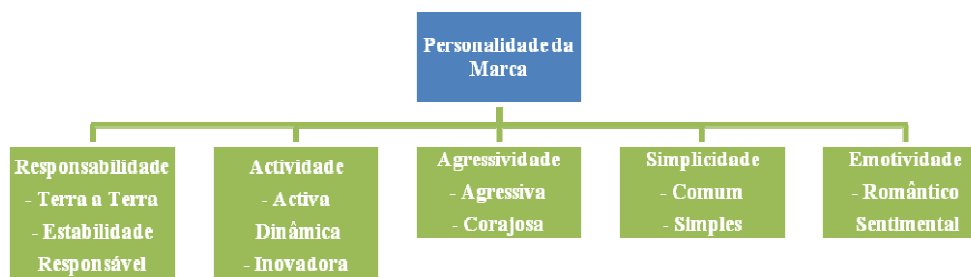 Personalidade da
Marca
Responsabilidade
- Terra a Terra
- Estabilidade
Responsável
Actividade
- Activa
Dinâmica
- Inovadora
Agressividade
- Agressiva
- Corajosa
Simplicidade
- Comum
- Simples
Emotividade
- Romântico
Sentimental